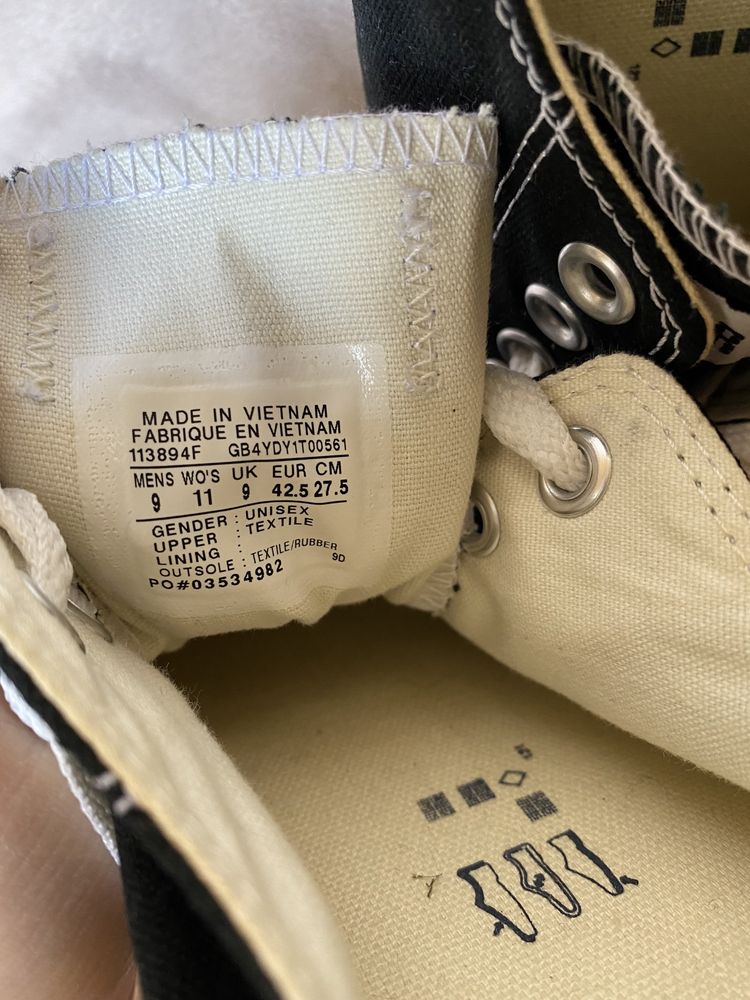 MADE IN VIETNAM
FABRIQUE EN VIETNAM
113894F GB4YDY1T00561
MENS WO'S UK EUR CM
9 11 9 42.5 27.5
GENDER : UNISEX
UPPER : TEXTILE
LINING :
OUTSOLE : TEXTILE/RUBBER
9D
PO#03534982
5
R